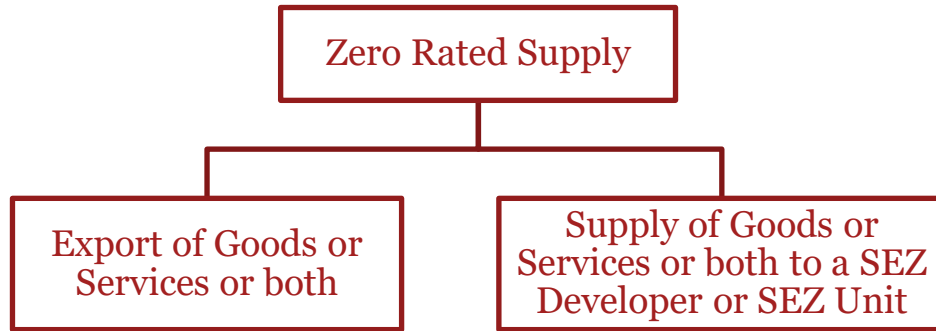 Zero Rated Supply
Export of Goods or
Services or both
Supply of Goods or
Services or both to a SEZ
Developer or SEZ Unit